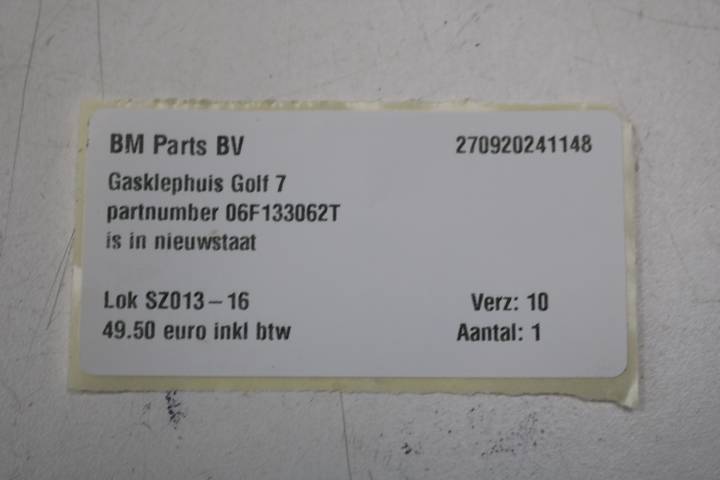 BM Parts BV 270920241148
Gasklephuis Golf 7
partnumber 06F133062T
is in nieuwstaat
Lok SZ013-16 Verz: 10
49.50 euro inkl btw Aantal: 1